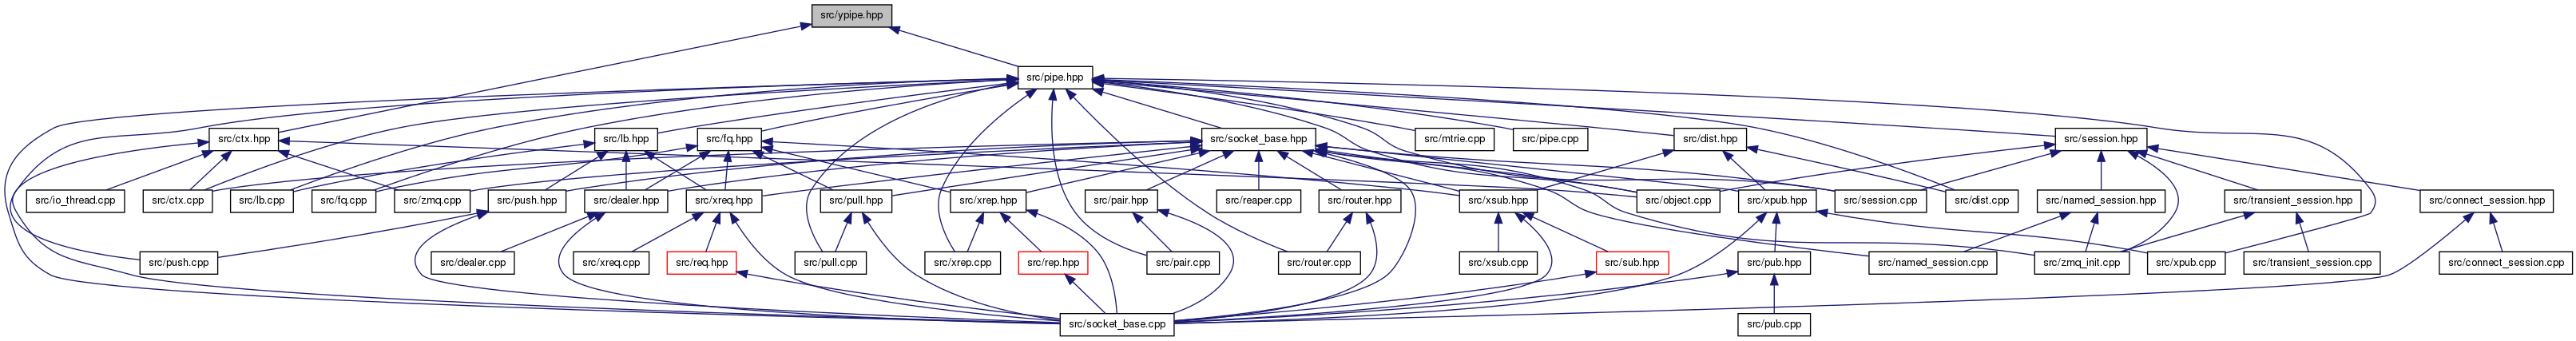 src/ypipe.hpp
src/pipe.hpp
src/ctx.hpp
src/lb.hpp
src/fq.hpp
src/socket_base.hpp
src/mtrie.cpp
src/pipe.cpp
src/dist.hpp
src/session.hpp
src/io_thread.cpp
src/ctx.cpp
src/lb.cpp
src/fq.cpp
src/zmq.cpp
src/push.hpp
src/dealer.hpp
src/xreq.hpp
src/pull.hpp
src/xrep.hpp
src/pair.hpp
src/reaper.cpp
src/router.hpp
src/xsub.hpp
src/object.cpp
src/xpub.hpp
src/session.cpp
src/dist.cpp
src/named_session.hpp
src/transient_session.hpp
src/connect_session.hpp
src/push.cpp
src/dealer.cpp
src/xreq.cpp
src/req.hpp
src/pull.cpp
src/xrep.cpp
src/rep.hpp
src/pair.cpp
src/router.cpp
src/xsub.cpp
src/sub.hpp
src/pub.hpp
src/named_session.cpp
src/zmq_init.cpp
src/xpub.cpp
src/transient_session.cpp
src/connect_session.cpp
src/socket_base.cpp
src/pub.cpp